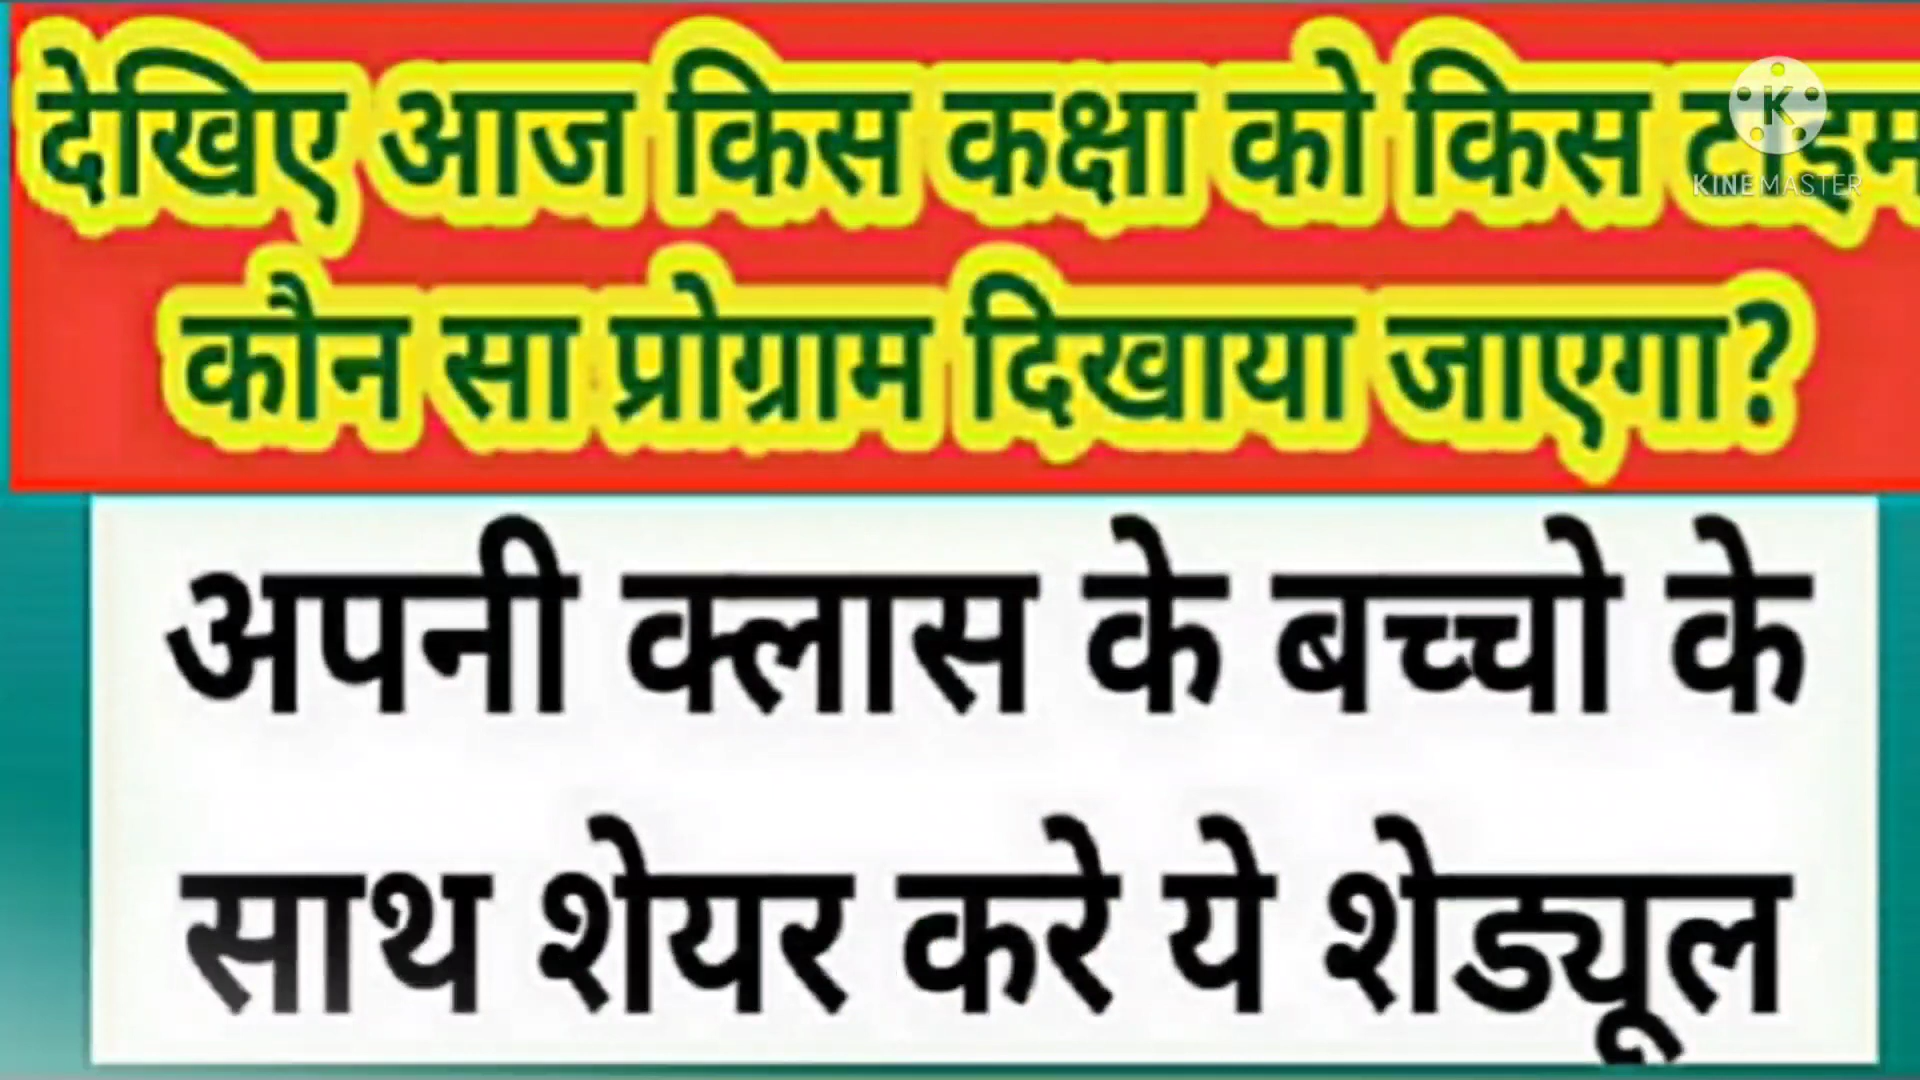 देखिए आज किस कक्षा को किस टाइम
कौन सा प्रोग्राम दिखाया जाएगा?
अपनी क्लास के बच्चो के
साथ शेयर करे ये शेड्यूल
K
KINEMASTER